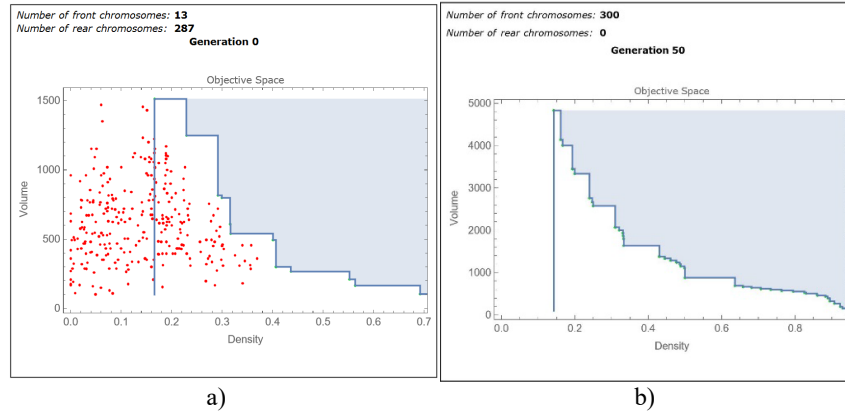 Number of front chromosomes: 13
Number of rear chromosomes: 287
Generation 0
Objective Space
1500
1000
500
0
Volume
0.0 0.1 0.2 0.3 0.4 0.5 0.6 0.7
Density
a)
Number of front chromosomes: 300
Number of rear chromosomes: 0
Generation 50
Objective Space
5000
4000
3000
2000
1000
0
Volume
0.0 0.2 0.4 0.6 0.8
Density
b)